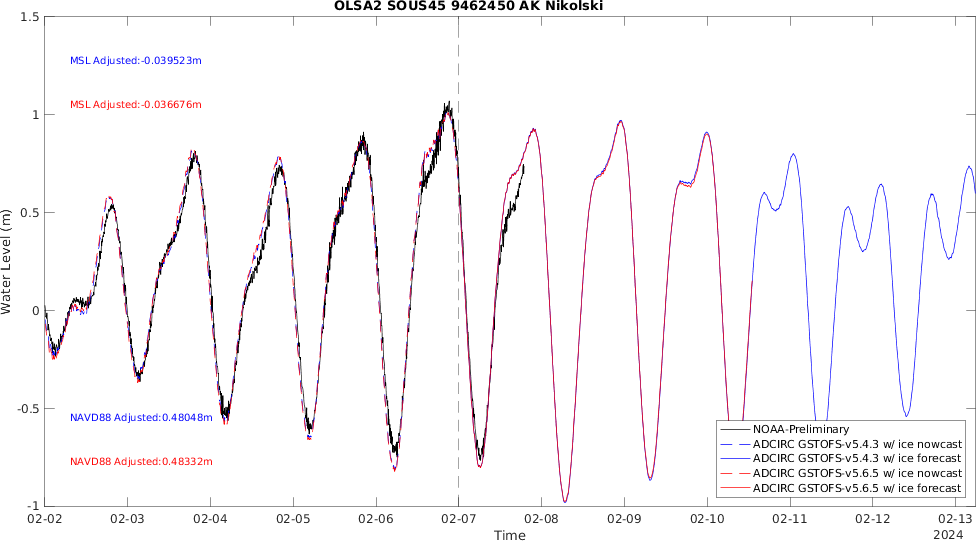 OLSA2 SOUS45 9462450 AK Nikolski
1.5
MSL Adjusted:-0.039523m
MSL Adjusted:-0.036676m
1
0.5
Water Level (m)
0
-0.5
NAVD88 Adjusted:0.48048m
NAVD88 Adjusted:0.48332m
NOAA-Preliminary
ADCIRC GSTOFS-v5.4.3 w/ ice nowcast
ADCIRC GSTOFS-v5.4.3 w/ ice forecast
ADCIRC GSTOFS-v5.6.5 w/ ice nowcast
ADCIRC GSTOFS-v5.6.5 w/ ice forecast
-1
02-02 02-03 02-04 02-05 02-06 02-07 02-08 02-09 02-10 02-11 02-12 02-13
Time
2024